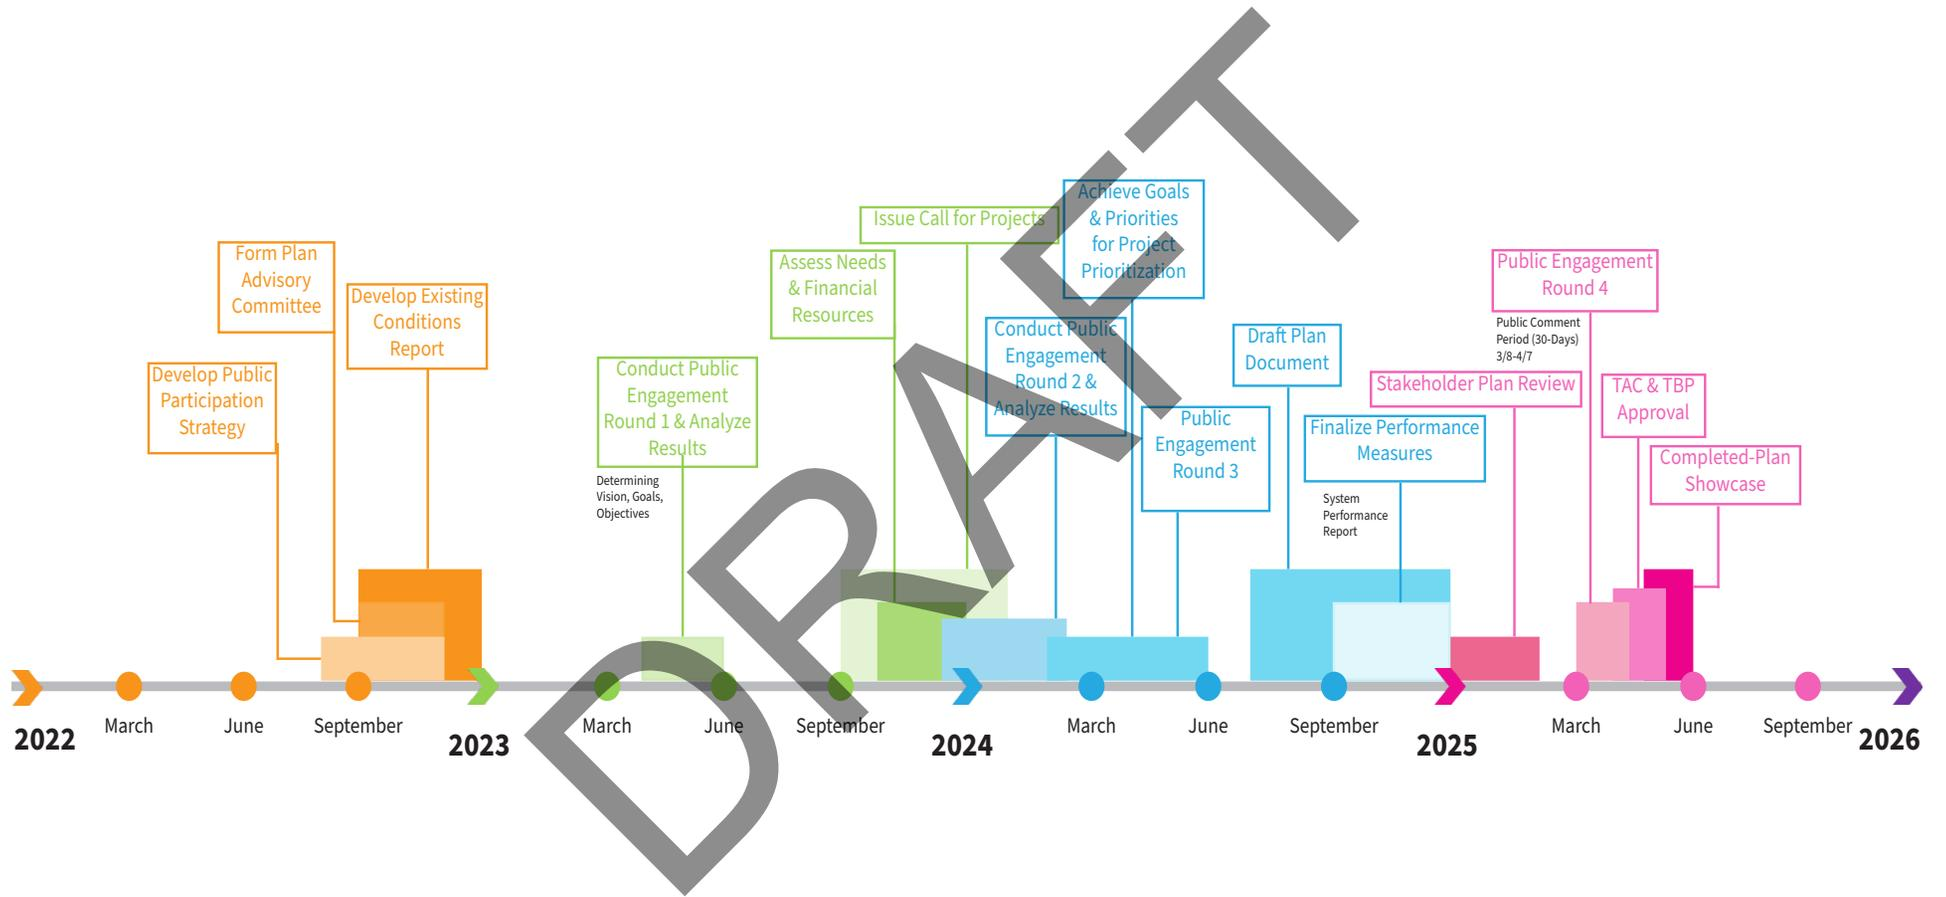 Form Plan
Advisory
Committee
Develop Existing
Conditions
Report
Develop Public
Participation
Strategy
Conduct Public
Engagement
Round 1 & Analyze
Results
Determining
Vision, Goals,
Objectives
Assess Needs
& Financial
Resources
Issue Call for Projects
Achieve Goals
& Priorities
for Project
Prioritization
Conduct Public
Engagement
Round 2 &
Analyze Results
Public
Engagement
Round 3
Draft Plan
Document
Finalize Performance
Measures
System
Performance
Report
Public Engagement
Round 4
Public Comment
Period (30-Days)
3/8-4/7
Stakeholder Plan Review
TAC & TBP
Approval
Completed-Plan
Showcase
DRAFT
2022
March
June
September
2023
March
June
September
2024
March
June
September
2025
March
June
September
2026